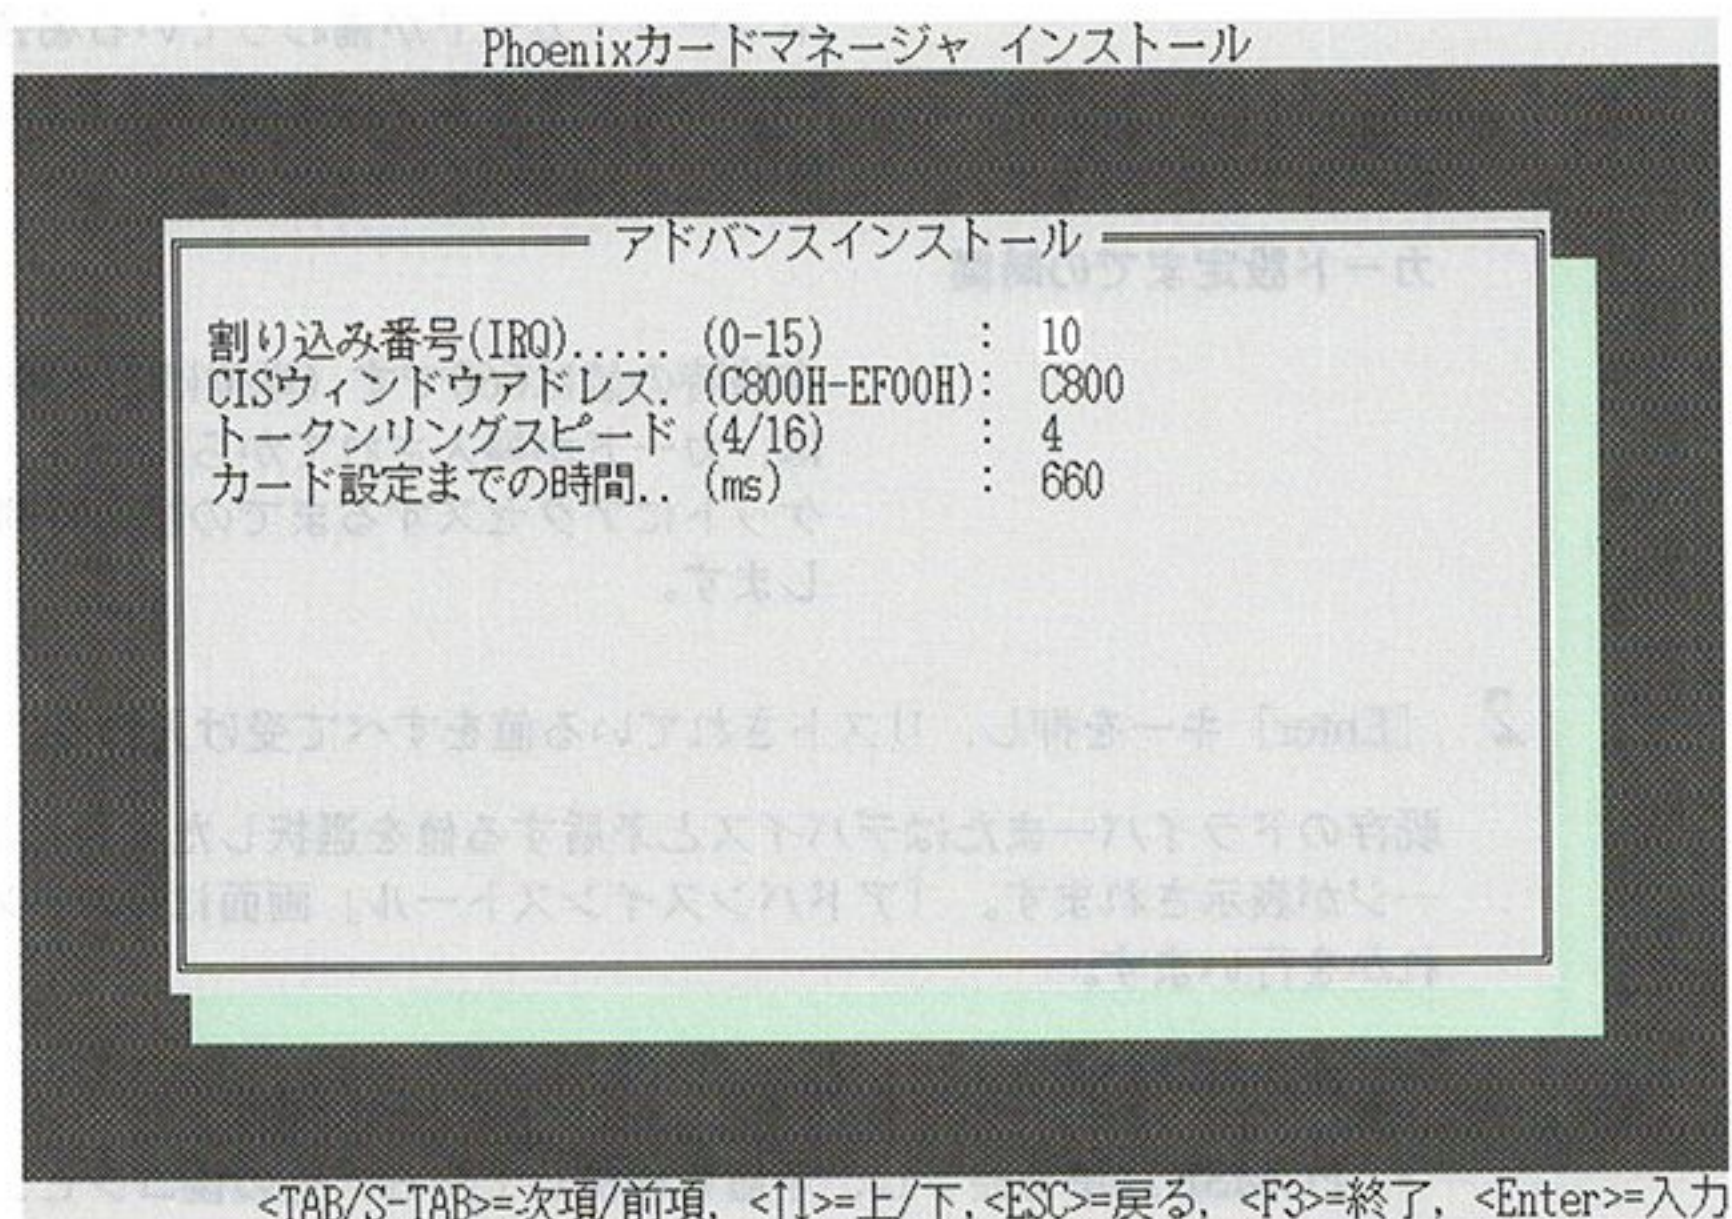 Phoenixカードマネージャ インストール
アドバンスインストール
割り込み番号(IRQ)..... (0-15) : 10
CISウィンドウアドレス. (C800H-EF00H): C800
トークンリングスピード (4/16) : 4
カード設定までの時間.. (ms) : 660
<TAB/S-TAB>=次項/前項, <↑↓>=上/下, <ESC>=戻る, <F3>=終了, <Enter>=入力